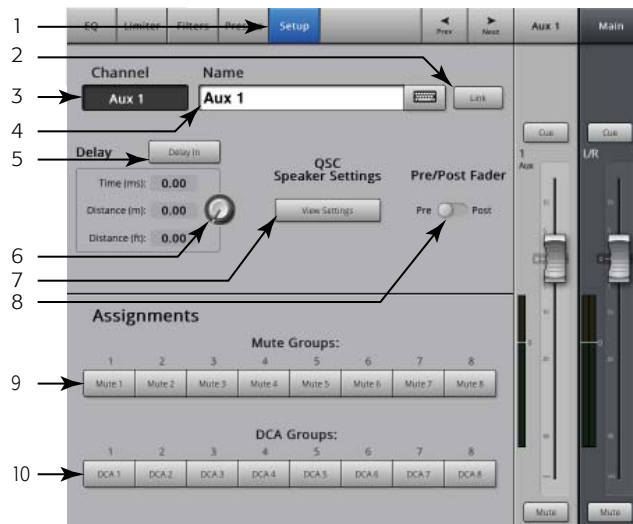 1
EQ Limiter Filters Presets Setup Prev Next Aux 1 Main
2
Channel Name
3
Aux 1 Aux 1 Link
4
Cue Cue
5
Delay Delay In
1 L/R
Aux
QSC
Speaker Settings Pre/Post Fader
Time (ms): 0.00
Distance (m): 0.00
View Settings
Pre Post
Distance (ft): 0.00
6
7
8
Assignments
Mute Groups:
1 2 3 4 5 6 7 8
9
Mute 1 Mute 2 Mute 3 Mute 4 Mute 5 Mute 6 Mute 7 Mute 8
DCA Groups:
1 2 3 4 5 6 7 8
10
DCA 1 DCA 2 DCA 3 DCA 4 DCA 5 DCA 6 DCA 7 DCA 8
Mute Mute